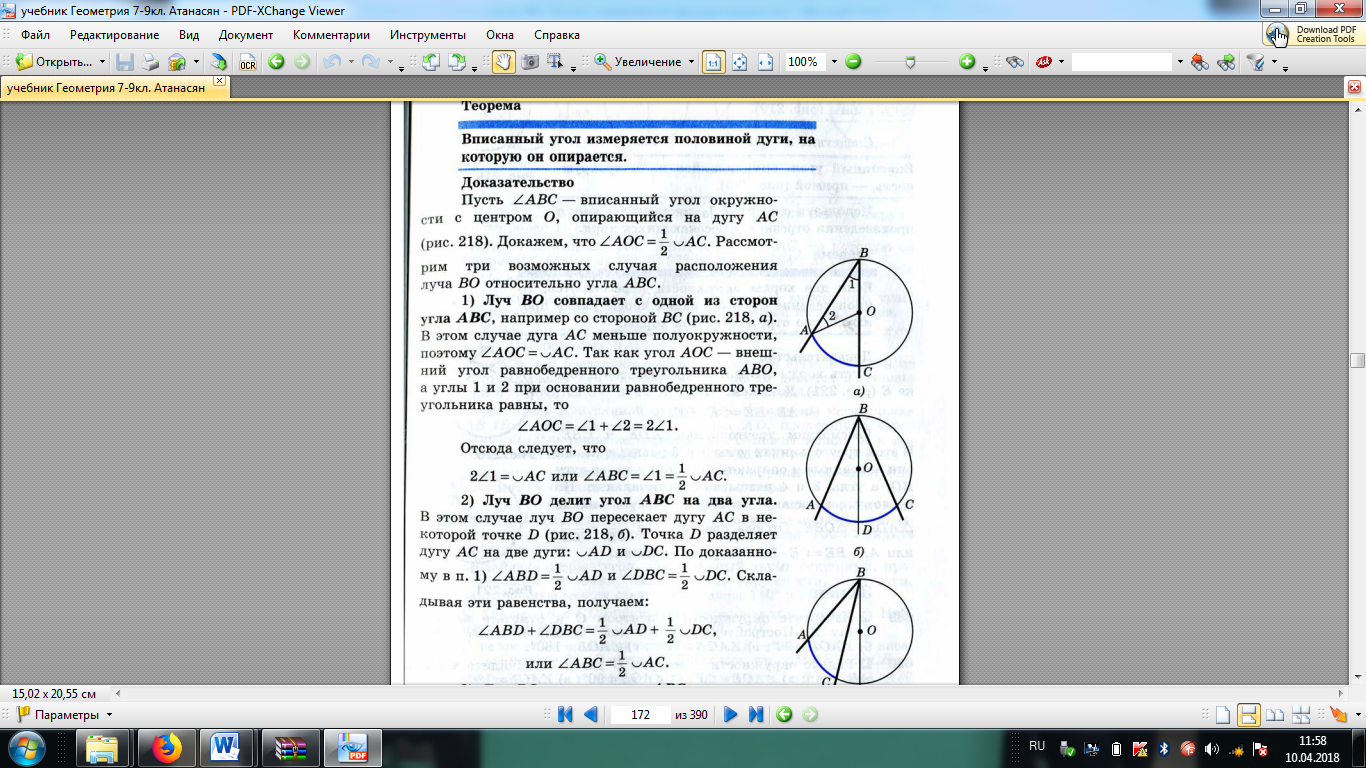 учебник Геометрия 7-9кл. Атанасян - PDF-XChange Viewer
Файл Редактирование Вид Документ Комментарии Инструменты Окна Справка
Download PDF
Creation Tools
Открыть... OCR Увеличение 1:1 100% Ask
учебник Геометрия 7-9кл. Атанасян
Теорема
Вписанный угол измеряется половиной дуги, на
которую он опирается.
Доказательство
Пусть ∠ABC — вписанный угол окружно-
сти с центром O, опирающийся на дугу AC
(рис. 218). Докажем, что ∠AOC = 1/2 ◡AC. Рассмот-
рим три возможных случая расположения
луча BO относительно угла ABC.
1) Луч BO совпадает с одной из сторон
угла ABC, например со стороной BC (рис. 218, а).
В этом случае дуга AC меньше полуокружности,
поэтому ∠AOC = ◡AC. Так как угол AOC — внеш-
ний угол равнобедренного треугольника ABO,
а углы 1 и 2 при основании равнобедренного тре-
угольника равны, то
∠AOC = ∠1 + ∠2 = 2∠1.
Отсюда следует, что
2∠1 = ◡AC или ∠ABC = ∠1 = 1/2 ◡AC.
2) Луч BO делит угол ABC на два угла.
В этом случае луч BO пересекает дугу AC в не-
которой точке D (рис. 218, б). Точка D разделяет
дугу AC на две дуги: ◡AD и ◡DC. По доказанно-
му в п. 1) ∠ABD = 1/2 ◡AD и ∠DBC = 1/2 ◡DC. Скла-
дывая эти равенства, получаем:
∠ABD + ∠DBC = 1/2 ◡AD + 1/2 ◡DC,
или ∠ABC = 1/2 ◡AC.
B
1
O
2
A
C
а)
B
O
A
C
D
б)
B
O
A
C
15,02 x 20,55 см
Параметры 172 из 390
RU 11:58
10.04.2018